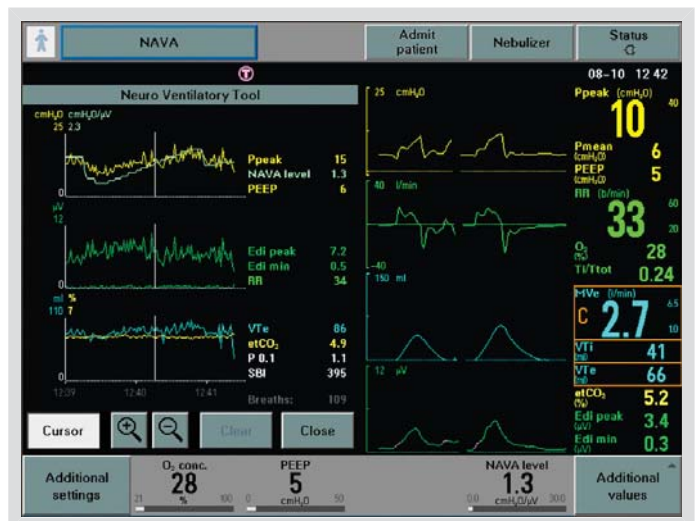 NAVA
Admit patient
Nebulizer
Status
T
08-10 12 42
Neuro Ventilatory Tool
cmH₂O cmH₂O/µV
25 2.3
0
Ppeak 15
NAVA level 1.3
PEEP 6
µV
12
0
Edi peak 7.2
Edi min 0.5
RR 34
ml %
110 7
0
VTe 86
etCO₂ 4.9
P 0.1 1.1
SBI 395
12:39 12:40 12:41
Breaths: 109
Cursor
Clear
Close
25 cmH₂O
40 l/min
-40
150 ml
12 µV
Ppeak (cmH₂O)
10
40
Pmean (cmH₂O) 6
PEEP (cmH₂O) 5
RR (b/min)
33
60
20
O₂ (%) 28
Ti/Ttot 0.24
MVe (l/min)
C 2.7
6.5
10
VTi (ml) 41
VTe (ml) 66
etCO₂ (%) 5.2
Edi peak (µV) 3.4
Edi min (µV) 0.3
Additional settings
O₂ conc.
28
21 % 100
PEEP
5
0 cmH₂O 50
NAVA level
1.3
0.0 cmH₂O/µV 30.0
Additional values